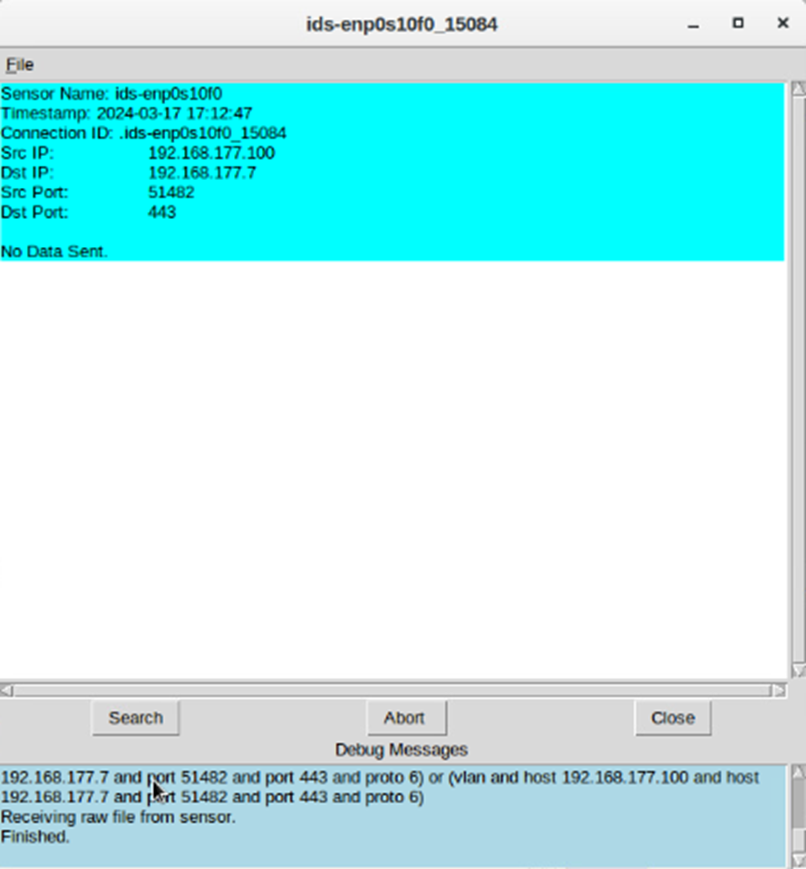 ids-enp0s10f0_15084
File
Sensor Name: ids-enp0s10f0
Timestamp: 2024-03-17 17:12:47
Connection ID: .ids-enp0s10f0_15084
Src IP: 192.168.177.100
Dst IP: 192.168.177.7
Src Port: 51482
Dst Port: 443
No Data Sent.
Search Abort Close
Debug Messages
192.168.177.7 and port 51482 and port 443 and proto 6) or (vlan and host 192.168.177.100 and host
192.168.177.7 and port 51482 and port 443 and proto 6)
Receiving raw file from sensor.
Finished.